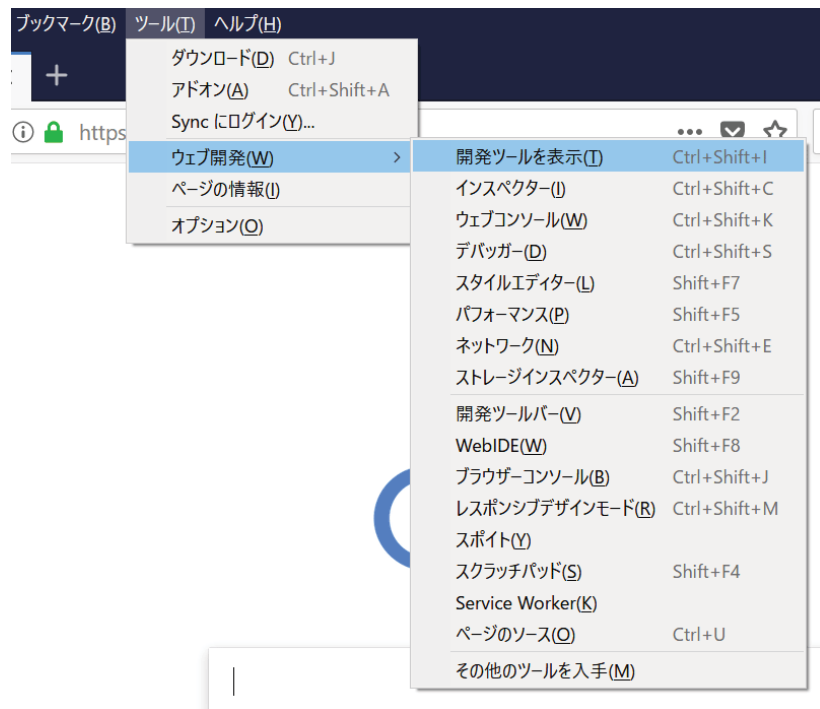 ブックマーク(B) ツール(T) ヘルプ(H)
ダウンロード(D) Ctrl+J
アドオン(A) Ctrl+Shift+A
Sync にログイン(Y)...
https
ウェブ開発(W)
ページの情報(I)
オプション(O)
開発ツールを表示(T) Ctrl+Shift+I
インスペクター(I) Ctrl+Shift+C
ウェブコンソール(W) Ctrl+Shift+K
デバッガー(D) Ctrl+Shift+S
スタイルエディター(L) Shift+F7
パフォーマンス(P) Shift+F5
ネットワーク(N) Ctrl+Shift+E
ストレージインスペクター(A) Shift+F9
開発ツールバー(V) Shift+F2
WebIDE(W) Shift+F8
ブラウザーコンソール(B) Ctrl+Shift+J
レスポンシブデザインモード(R) Ctrl+Shift+M
スポイト(Y)
スクラッチパッド(S) Shift+F4
Service Worker(K)
ページのソース(O) Ctrl+U
その他のツールを入手(M)